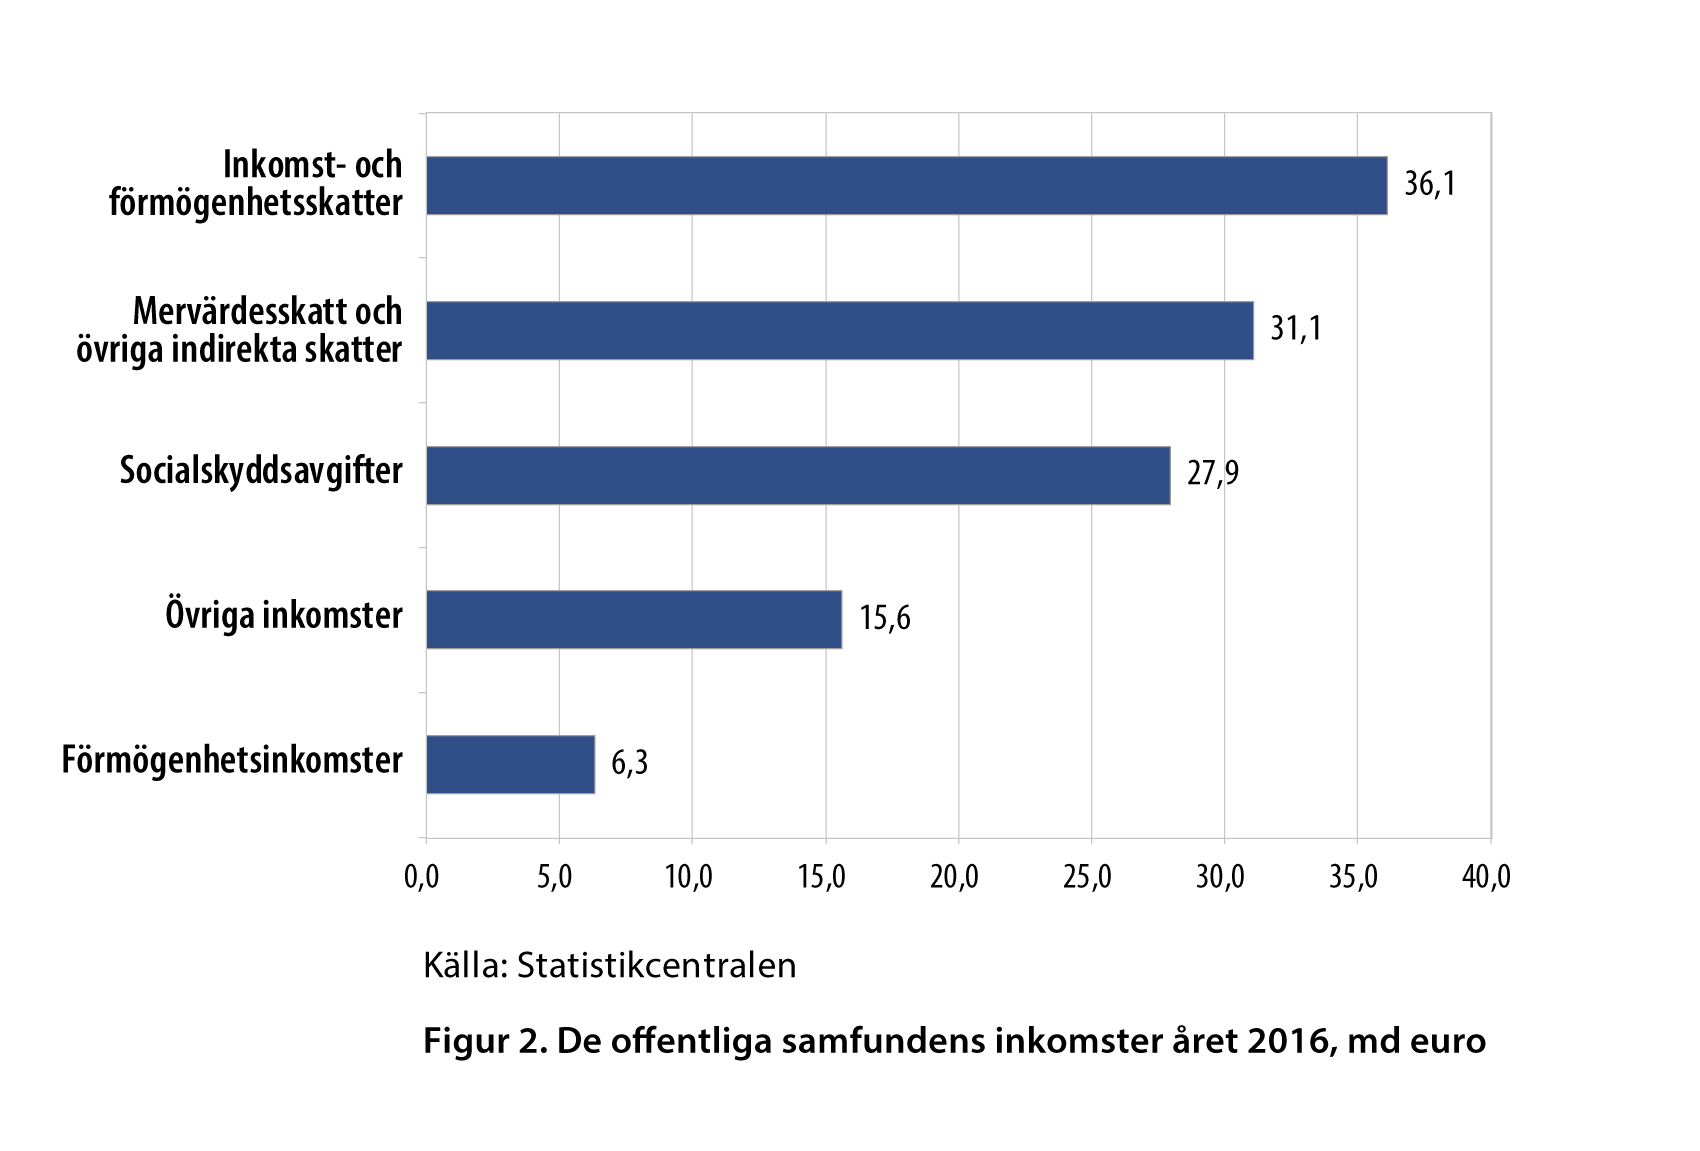 Inkomst- och
förmögenhetsskatter
36,1
Mervärdesskatt och
övriga indirekta skatter
31,1
Socialskyddsavgifter
27,9
Övriga inkomster
15,6
Förmögenhetsinkomster
6,3
0,0 5,0 10,0 15,0 20,0 25,0 30,0 35,0 40,0
Källa: Statistikcentralen
Figur 2. De offentliga samfundens inkomster året 2016, md euro